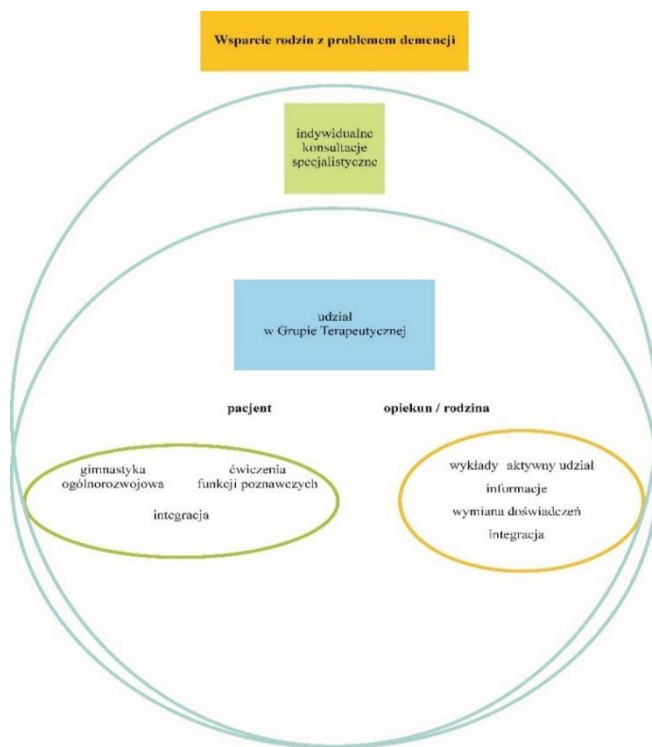 Wsparcie rodzin z problemem demencji
indywidualne
konsultacje
specjalistyczne
udział
w Grupie Terapeutycznej
pacjent
opiekun / rodzina
gimnastyka
ogólnorozwojowa
ćwiczenia
funkcji poznawczych
integracja
wykłady aktywny udział
informacje
wymiana doświadczeń
integracja